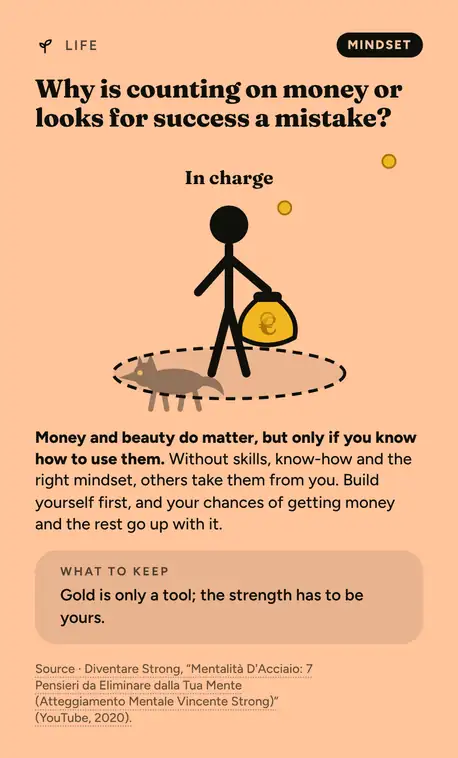 LIFE
MINDSET
Why is counting on money or
looks for success a mistake?
In charge
€
Money and beauty do matter, but only if you know
how to use them. Without skills, know-how and the
right mindset, others take them from you. Build
yourself first, and your chances of getting money
and the rest go up with it.
WHAT TO KEEP
Gold is only a tool; the strength has to be
yours.
Source · Diventare Strong, "Mentalità D'Acciaio: 7
Pensieri da Eliminare dalla Tua Mente
(Atteggiamento Mentale Vincente Strong)"
(YouTube, 2020).